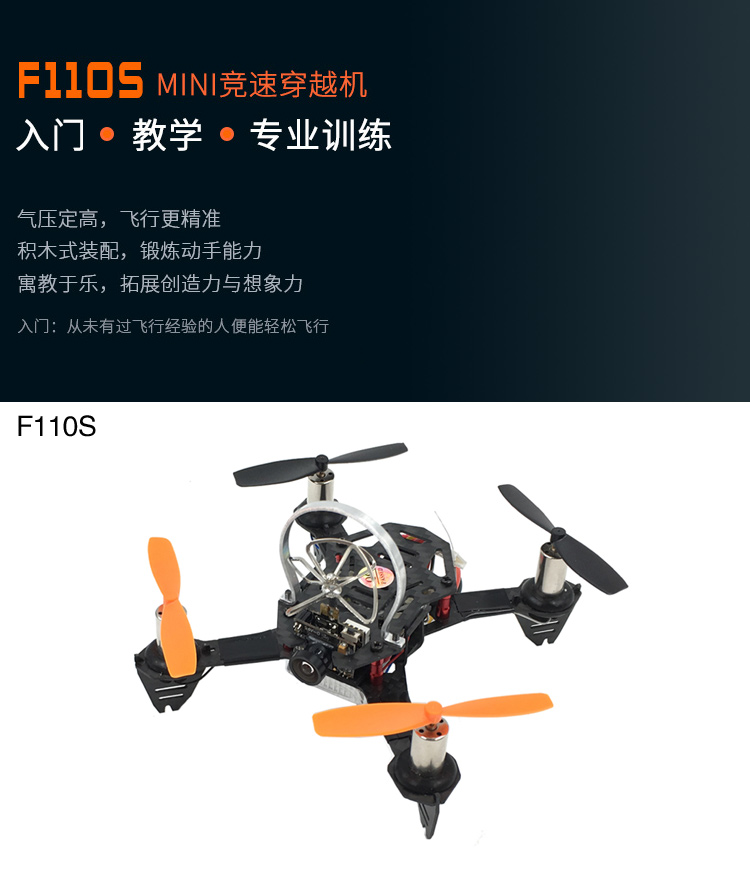 F110S MINI竞速穿越机
入门 • 教学 • 专业训练
气压定高，飞行更精准
积木式装配，锻炼动手能力
寓教于乐，拓展创造力与想象力
入门：从未有过飞行经验的人便能轻松飞行
F110S